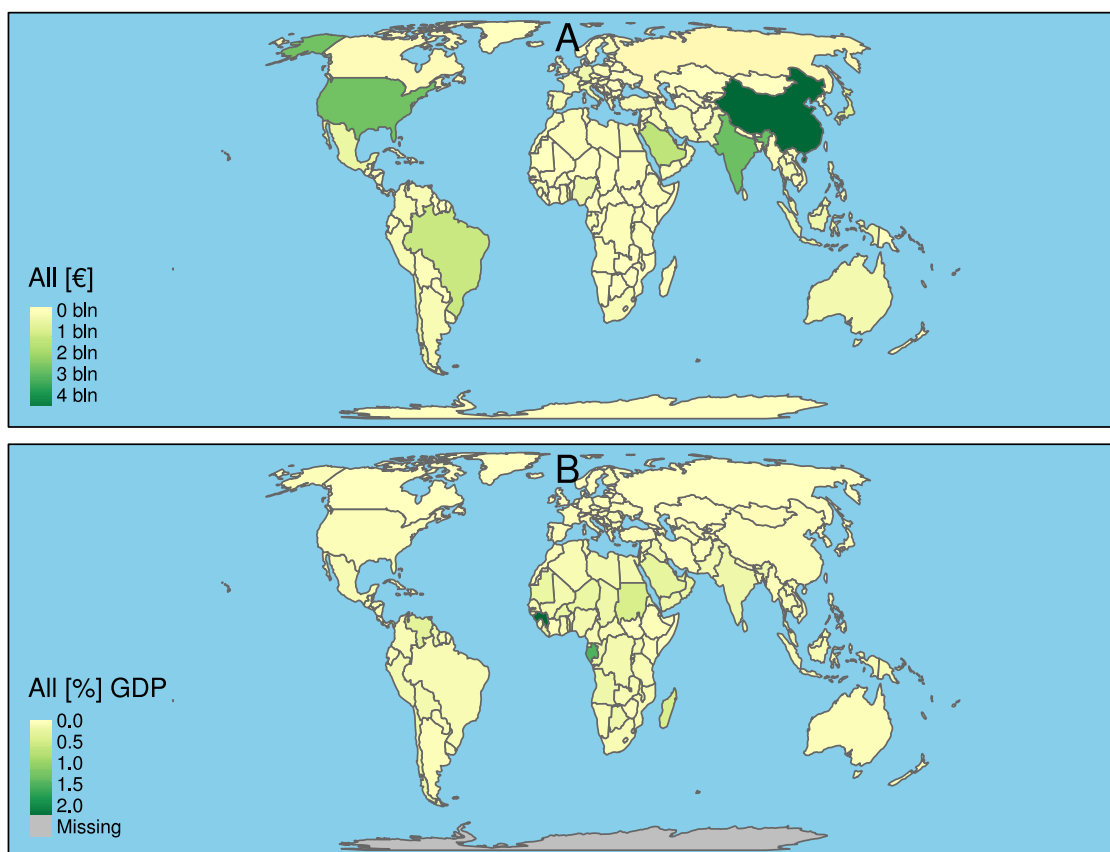 A
All [€]
0 bln
1 bln
2 bln
3 bln
4 bln
B
All [%] GDP
0.0
0.5
1.0
1.5
2.0
Missing